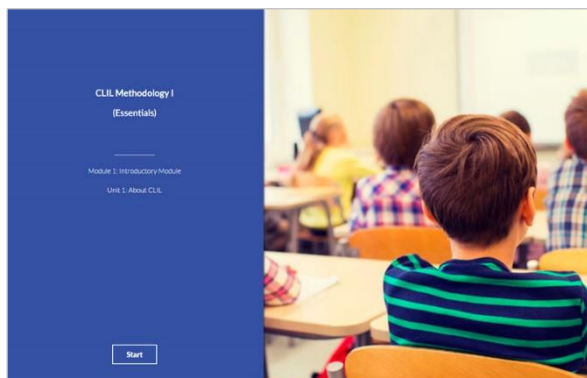 CLIL Methodology I
(Essentials)
Module 1: Introductory Module
Unit 1: About CLIL
Start